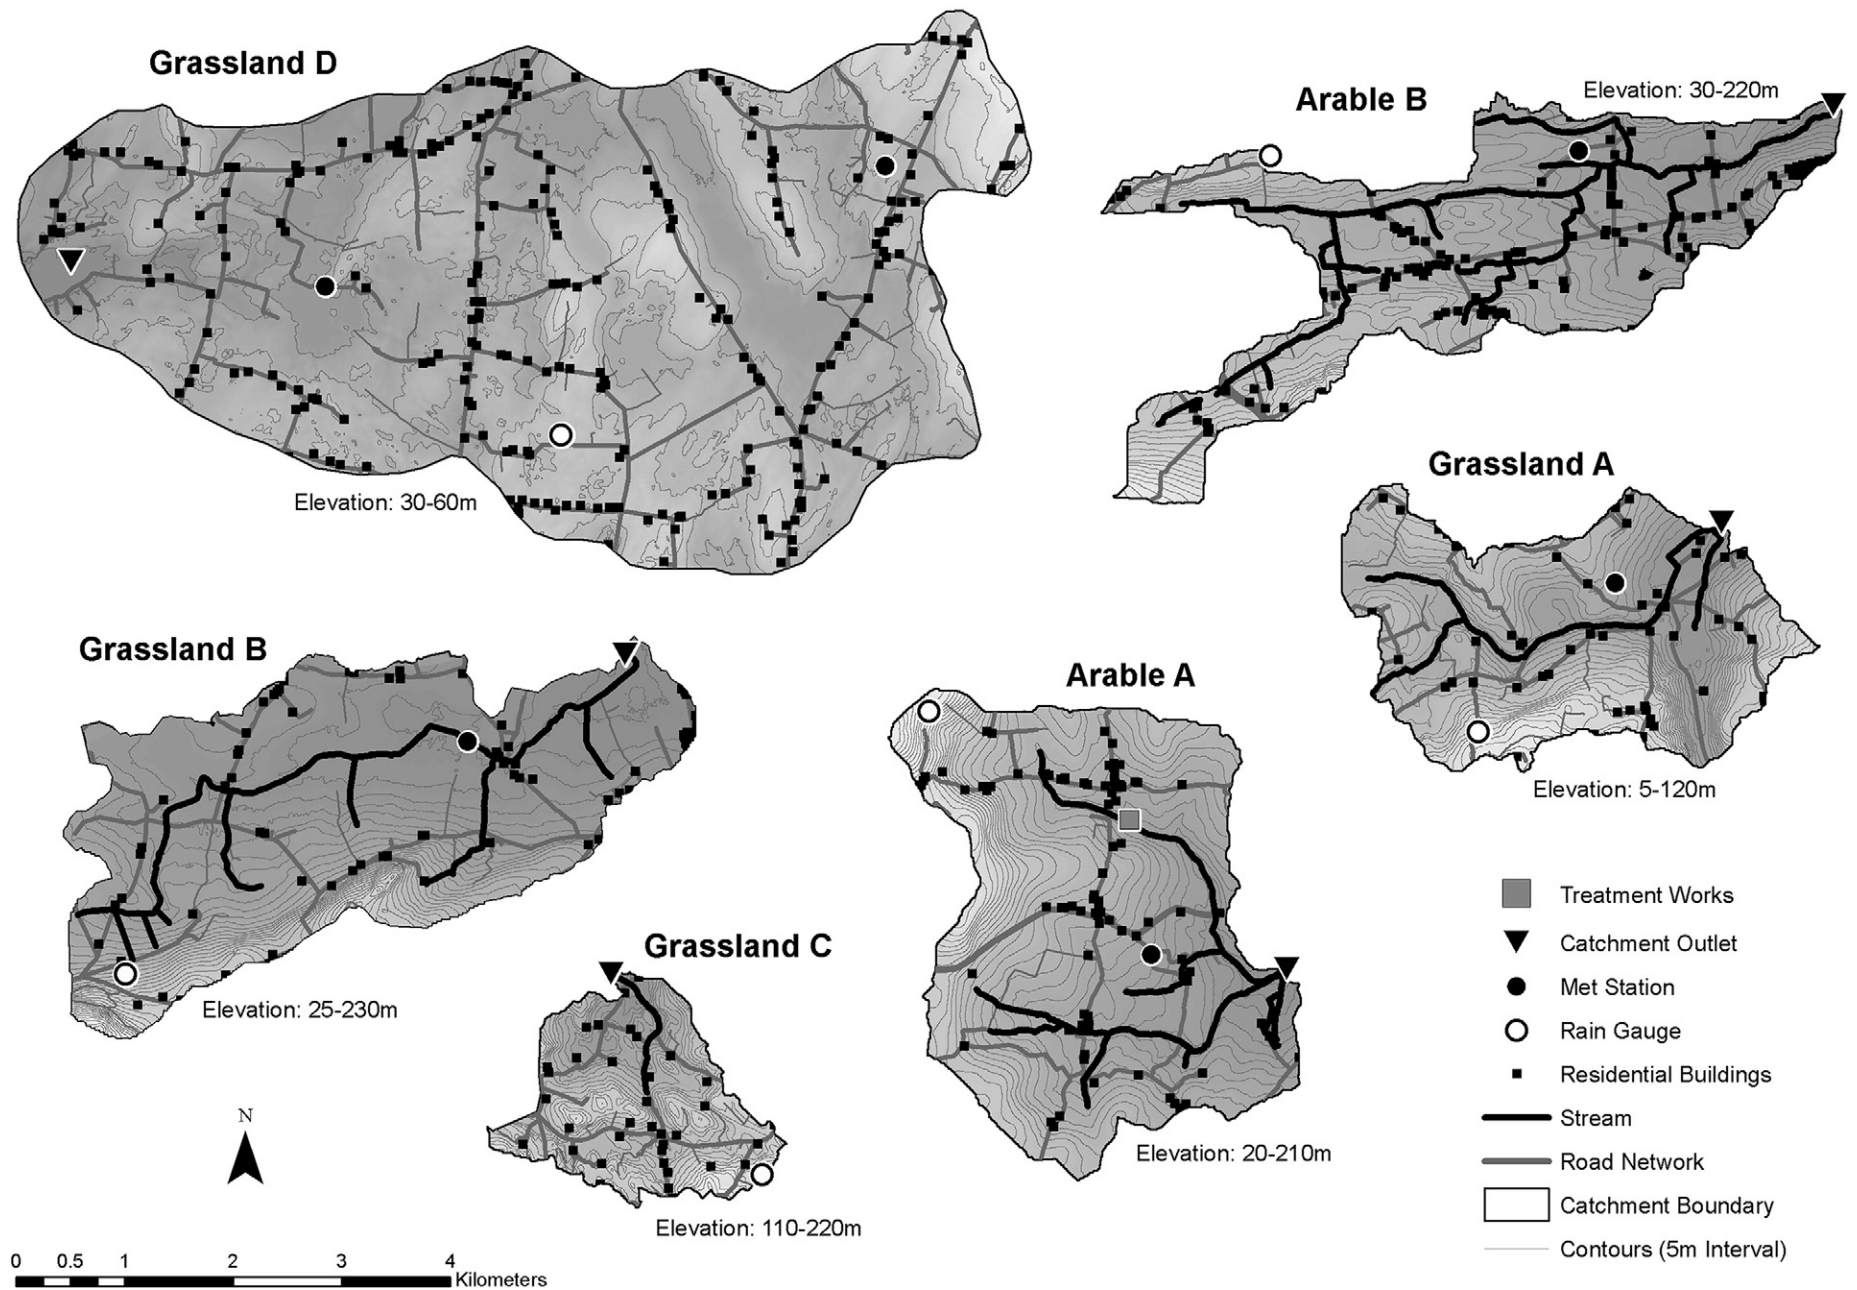 Grassland D
Elevation: 30-60m
Arable B
Elevation: 30-220m
Grassland A
Elevation: 5-120m
Grassland B
Elevation: 25-230m
Arable A
Elevation: 20-210m
Grassland C
Elevation: 110-220m
N
0 0.5 1 2 3 4
Kilometers
Treatment Works
Catchment Outlet
Met Station
Rain Gauge
Residential Buildings
Stream
Road Network
Catchment Boundary
Contours (5m Interval)